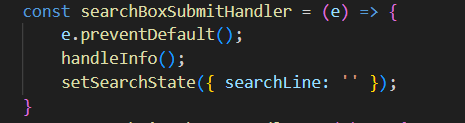 const searchBoxSubmitHandler = (e) => {
    e.preventDefault();
    handleInfo();
    setSearchState({ searchLine: '' });
}